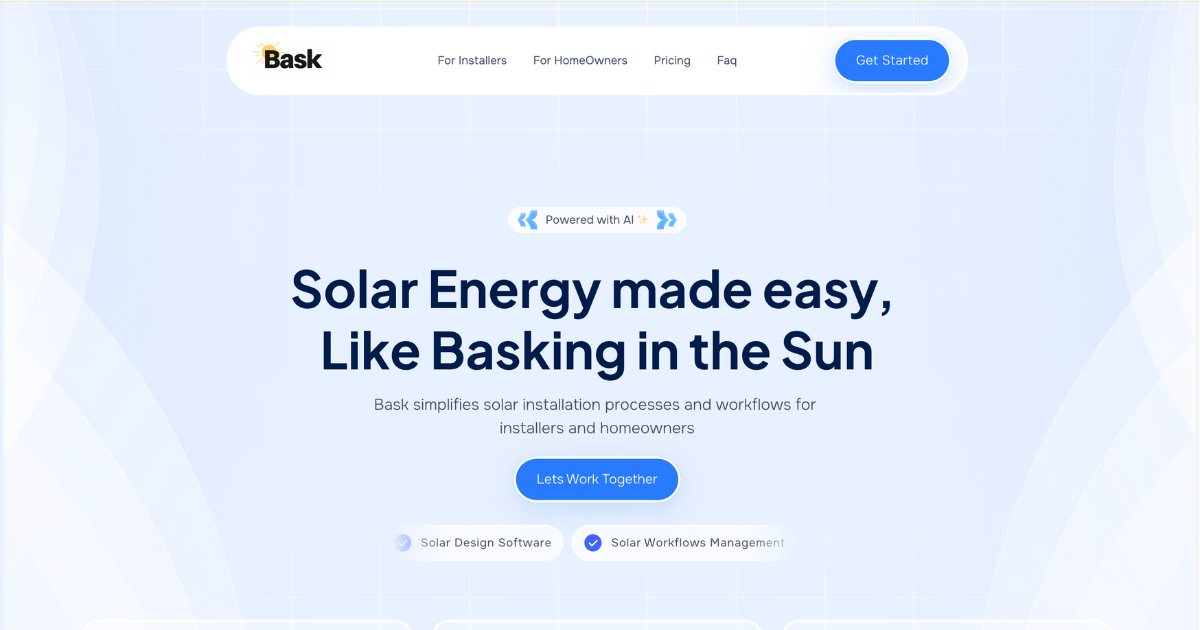 Bask
For Installers
For HomeOwners
Pricing
Faq
Get Started
Powered with AI
Solar Energy made easy,
Like Basking in the Sun
Bask simplifies solar installation processes and workflows for
installers and homeowners
Lets Work Together
Solar Design Software
Solar Workflows Management